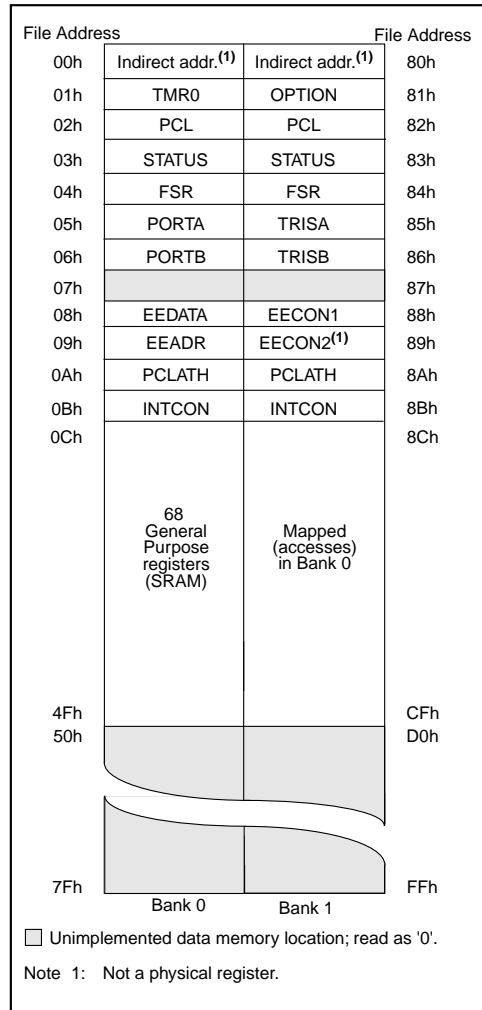 File Address File Address
00h Indirect addr.(1) Indirect addr.(1) 80h
01h TMR0 OPTION 81h
02h PCL PCL 82h
03h STATUS STATUS 83h
04h FSR FSR 84h
05h PORTA TRISA 85h
06h PORTB TRISB 86h
07h 87h
08h EEDATA EECON1 88h
09h EEADR EECON2(1) 89h
0Ah PCLATH PCLATH 8Ah
0Bh INTCON INTCON 8Bh
0Ch 8Ch
68
General Mapped
Purpose (accesses)
registers in Bank 0
(SRAM)
4Fh CFh
50h D0h
7Fh FFh
Bank 0 Bank 1
Unimplemented data memory location; read as '0'.
Note 1: Not a physical register.